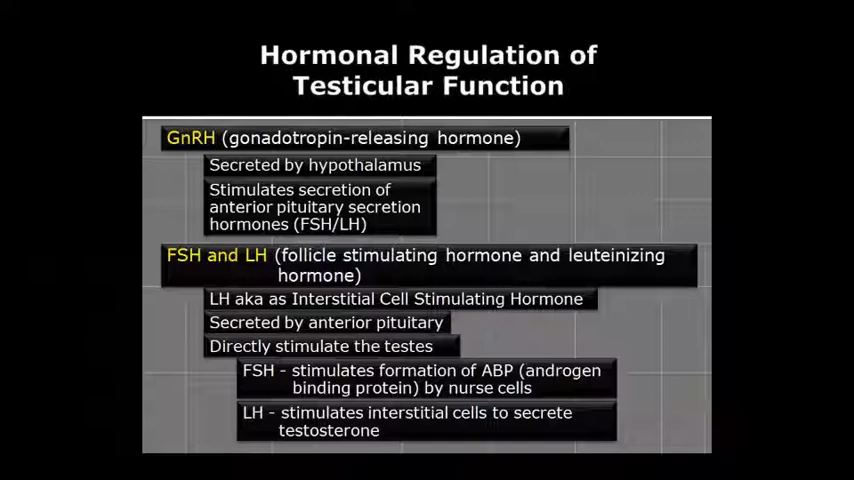 Hormonal Regulation of
Testicular Function
GnRH (gonadotropin-releasing hormone)
Secreted by hypothalamus
Stimulates secretion of
anterior pituitary secretion
hormones (FSH/LH)
FSH and LH (follicle stimulating hormone and leuteinizing
hormone)
LH aka as Interstitial Cell Stimulating Hormone
Secreted by anterior pituitary
Directly stimulate the testes
FSH - stimulates formation of ABP (androgen
binding protein) by nurse cells
LH - stimulates interstitial cells to secrete
testosterone